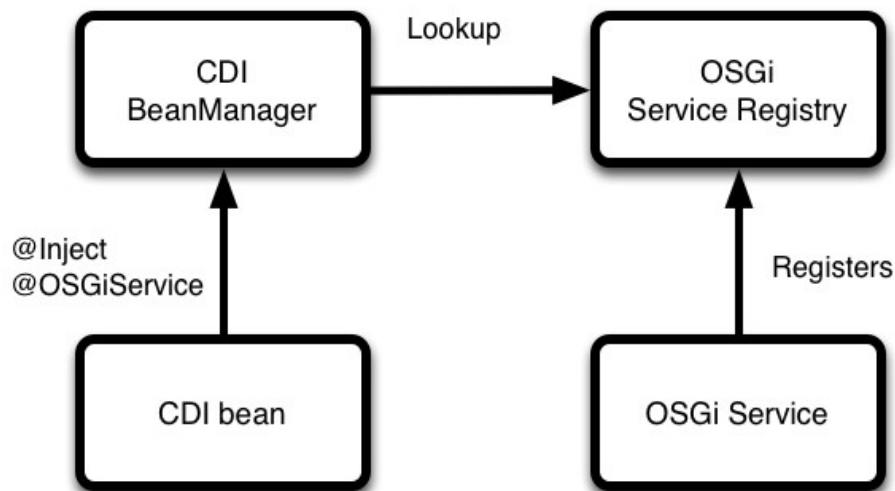 Lookup
CDI
BeanManager
OSGi
Service Registry
@Inject
@OSGiService
Registers
CDI bean
OSGi Service